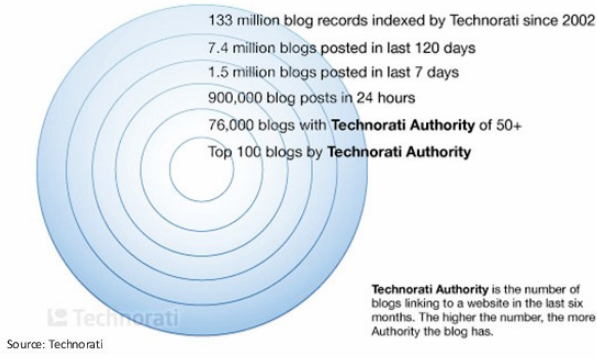 133 million blog records indexed by Technorati since 2002
7.4 million blogs posted in last 120 days
1.5 million blogs posted in last 7 days
900,000 blog posts in 24 hours
76,000 blogs with Technorati Authority of 50+
Top 100 blogs by Technorati Authority
Technorati Authority is the number of
blogs linking to a website in the last six
months. The higher the number, the more
Authority the blog has.
Technorati
Source: Technorati